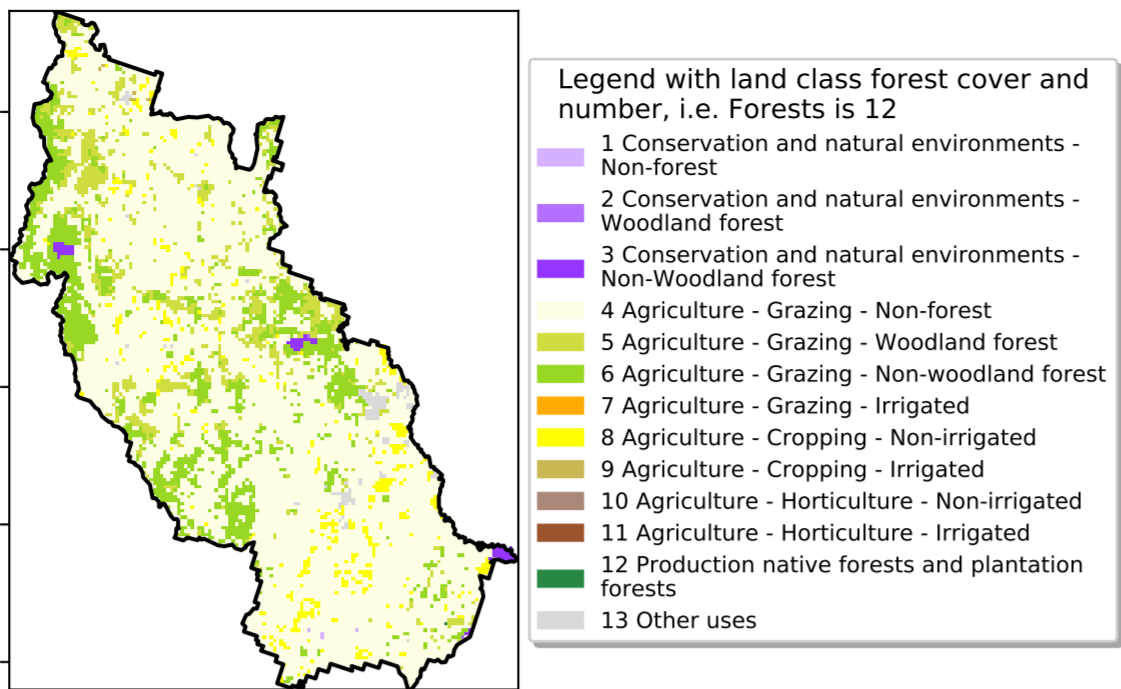 Legend with land class forest cover and
number, i.e. Forests is 12
1 Conservation and natural environments -
Non-forest
2 Conservation and natural environments -
Woodland forest
3 Conservation and natural environments -
Non-Woodland forest
4 Agriculture - Grazing - Non-forest
5 Agriculture - Grazing - Woodland forest
6 Agriculture - Grazing - Non-woodland forest
7 Agriculture - Grazing - Irrigated
8 Agriculture - Cropping - Non-irrigated
9 Agriculture - Cropping - Irrigated
10 Agriculture - Horticulture - Non-irrigated
11 Agriculture - Horticulture - Irrigated
12 Production native forests and plantation
forests
13 Other uses